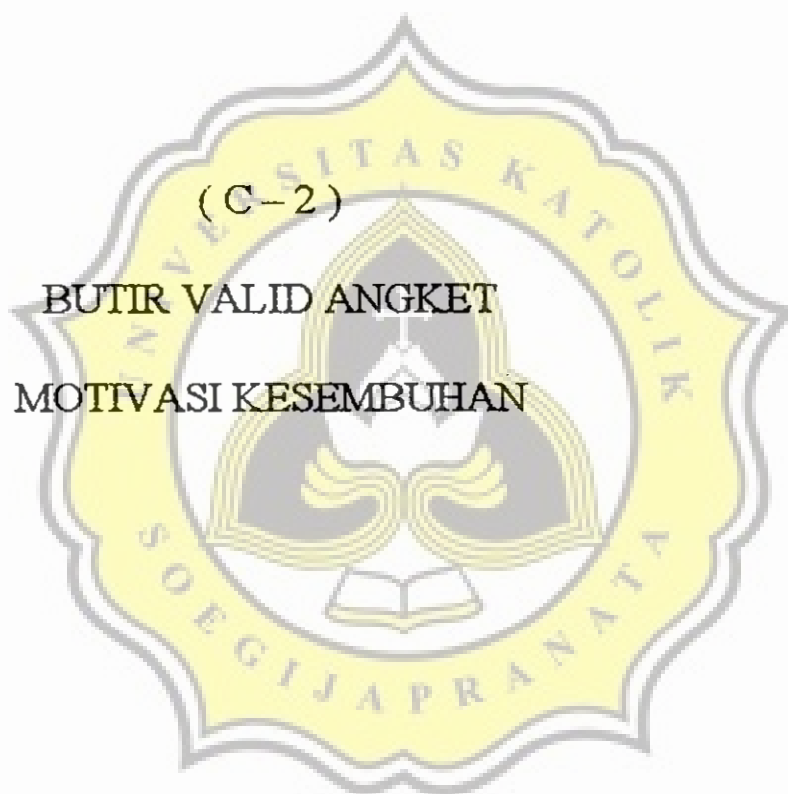 UNIVERSITAS KATOLIK
( C – 2 )
BUTIR VALID ANGKET
MOTIVASI KESEMBUHAN
SOEGIJAPRANATA